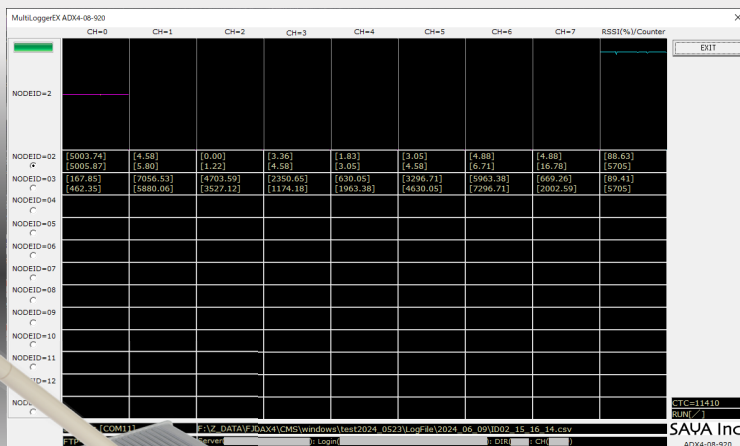 MultiLoggerEX ADX4-08-920
CH=0 CH=1 CH=2 CH=3 CH=4 CH=5 CH=6 CH=7 RSSI(%)/Counter
EXIT
NODEID=2
NODEID=02 [5003.74] [4.58] [0.00] [3.36] [1.83] [3.05] [4.88] [4.88] [88.63]
[5005.87] [5.80] [1.22] [4.58] [3.05] [4.58] [6.71] [16.78] [5705]
NODEID=03 [167.85] [7056.53] [4703.59] [2350.65] [630.05] [3296.71] [5963.38] [669.26] [89.41]
[462.35] [5880.06] [3527.12] [1174.18] [1963.38] [4630.05] [7296.71] [2002.59] [5705]
NODEID=04
NODEID=05
NODEID=06
NODEID=07
NODEID=08
NODEID=09
NODEID=10
NODEID=11
=12
CTC=11410
[COM11] F:\Z_DATA\FJDAX4\CMS\windows\test2024_0523\LogFile\2024_06_09\ID02_15_16_14.csv
RUN[/]
FTP Server : Login( ): DIR( : CH( )
SAYA Inc
ADX4-08-920